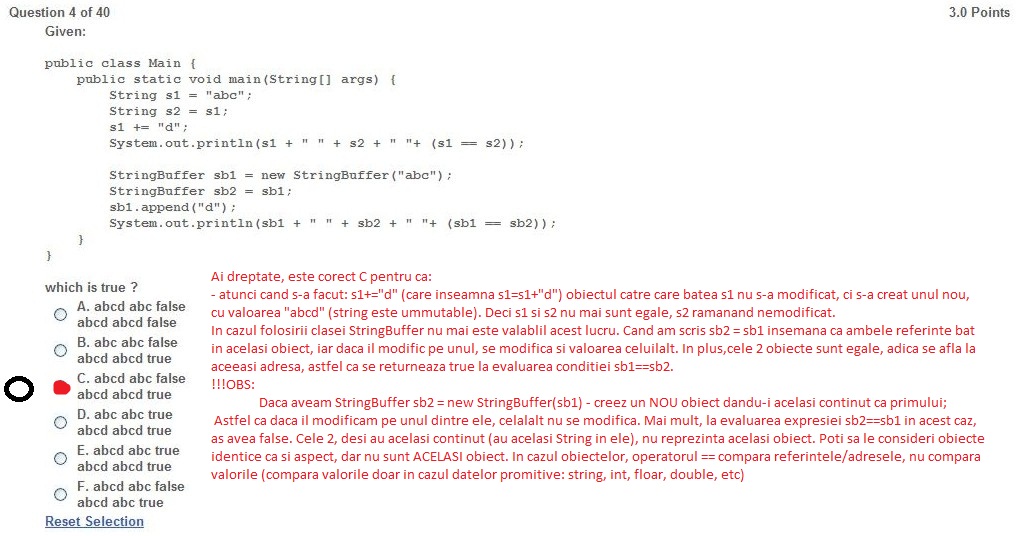 Question 4 of 40
3.0 Points
Given:
public class Main {
public static void main(String[] args) {
String s1 = "abc";
String s2 = s1;
s1 += "d";
System.out.println(s1 + " " + s2 + " "+ (s1 == s2));
StringBuffer sb1 = new StringBuffer("abc");
StringBuffer sb2 = sb1;
sb1.append("d");
System.out.println(sb1 + " " + sb2 + " "+ (sb1 == sb2));
}
}
which is true ?
A. abcd abc false
abcd abcd false
B. abc abc false
abcd abcd true
C. abcd abc false
abcd abcd true
D. abc abc true
abcd abcd true
E. abcd abc true
abcd abcd true
F. abcd abc false
abcd abc true
Reset Selection
Ai dreptate, este corect C pentru ca:
- atunci cand s-a facut: s1+="d" (care inseamna s1=s1+"d") obiectul catre care batea s1 nu s-a modificat, ci s-a creat unul nou,
cu valoarea "abcd" (string este ummutable). Deci s1 si s2 nu mai sunt egale, s2 ramanand nemodificat.
In cazul folosirii clasei StringBuffer nu mai este valablil acest lucru. Cand am scris sb2 = sb1 insemana ca ambele referinte bat
in acelasi obiect, iar daca il modific pe unul, se modifica si valoarea celuilalt. In plus,cele 2 obiecte sunt egale, adica se afla la
aceeasi adresa, astfel ca se returneaza true la evaluarea conditiei sb1==sb2.
!!!OBS:
Daca aveam StringBuffer sb2 = new StringBuffer(sb1) - creez un NOU obiect dandu-i acelasi continut ca primului;
Astfel ca daca il modificam pe unul dintre ele, celalalt nu se modifica. Mai mult, la evaluarea expresiei sb2==sb1 in acest caz,
as avea false. Cele 2, desi au acelasi continut (au acelasi String in ele), nu reprezinta acelasi obiect. Poti sa le consideri obiecte
identice ca si aspect, dar nu sunt ACELASI obiect. In cazul obiectelor, operatorul == compara referintele/adresele, nu compara
valorile (compara valorile doar in cazul datelor promitive: string, int, floar, double, etc)